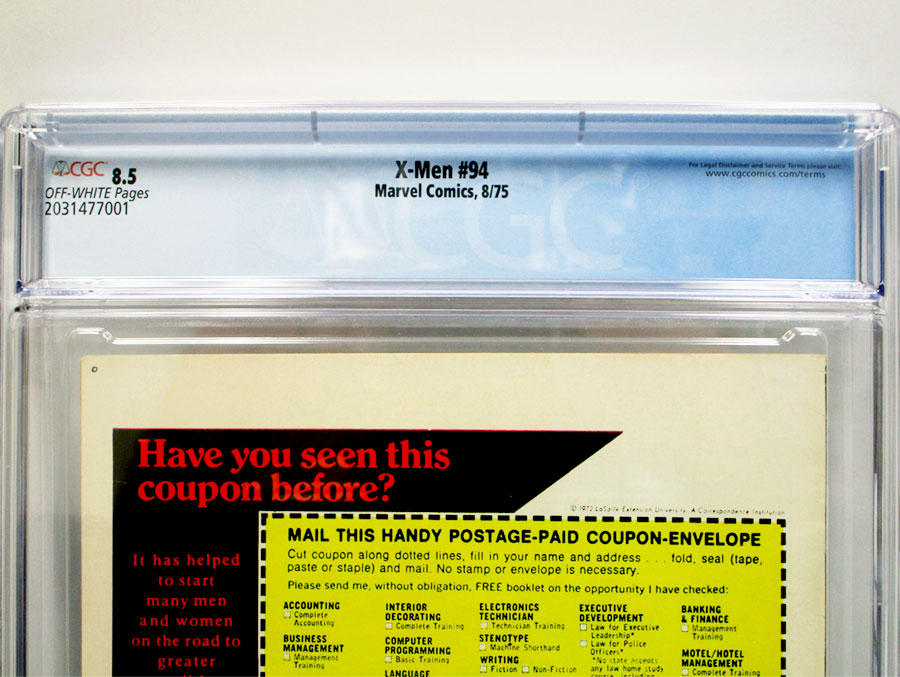 CGC 8.5
OFF-WHITE Pages
2031477001
X-Men #94
Marvel Comics, 8/75
For Legal Disclaimer and Service Terms please visit:
www.cgccomics.com/terms
CGC
Have you seen this
coupon before?
© 1972 LaSalle Extension University, A Correspondence Institution
It has helped
to start
many men
and women
on the road to
greater
MAIL THIS HANDY POSTAGE-PAID COUPON-ENVELOPE
Cut coupon along dotted lines, fill in your name and address . . . fold, seal (tape,
paste or staple) and mail. No stamp or envelope is necessary.
Please send me, without obligation, FREE booklet on the opportunity I have checked:
ACCOUNTING
Complete
Accounting
BUSINESS
MANAGEMENT
Management
Training
INTERIOR
DECORATING
Complete Training
COMPUTER
PROGRAMMING
Basic Training
LANGUAGE
ELECTRONICS
TECHNICIAN
Technician Training
STENOTYPE
Machine Shorthand
WRITING
Fiction Non-Fiction
EXECUTIVE
DEVELOPMENT
Law for Executive
Leadership*
Law for Police
Officers*
*No state accepts
any law home study
BANKING
& FINANCE
Management
Training
MOTEL/HOTEL
MANAGEMENT
Complete Training